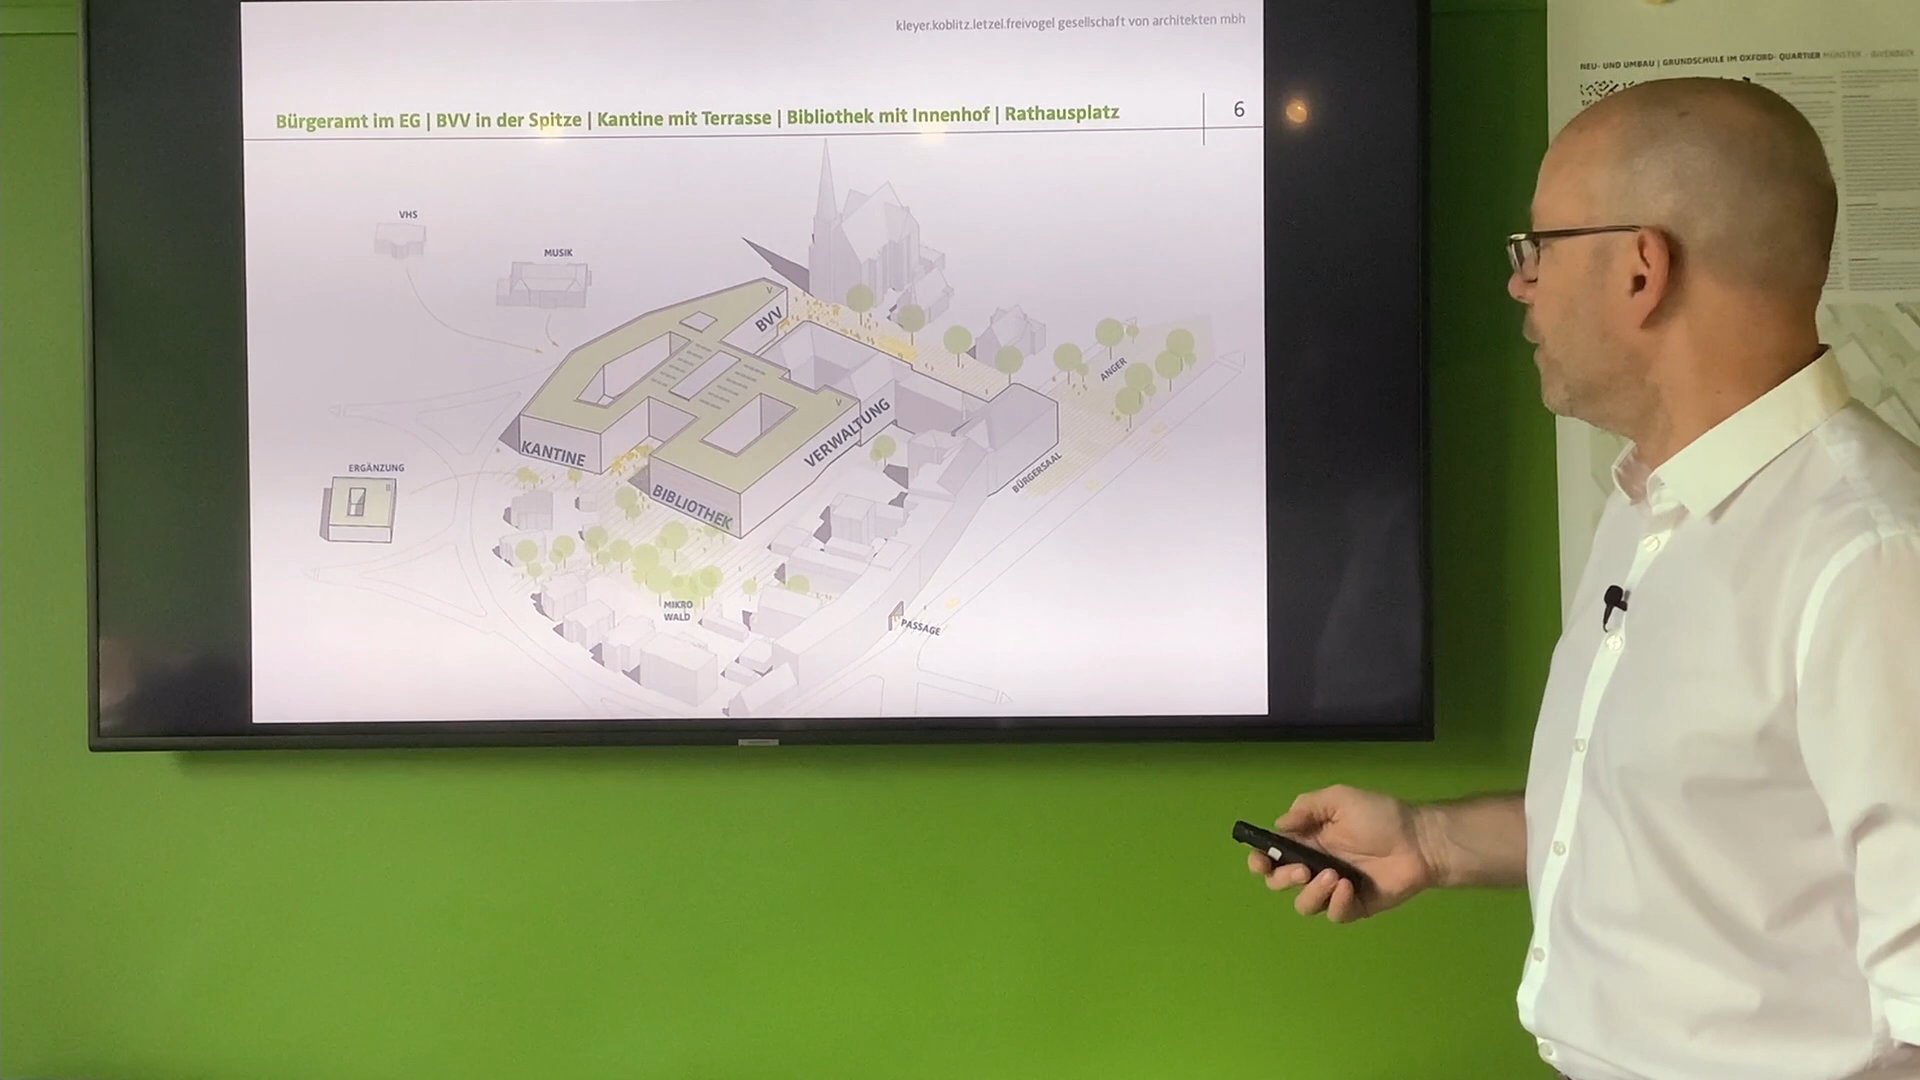 kleyer.koblitz.letzel.freivogel gesellschaft von architekten mbh
NEU- UND UMBAU | GRUNDSCHULE IM OXFORD- QUARTIER MÜNSTER - GIVENBECK
Bürgeramt im EG | BVV in der Spitze | Kantine mit Terrasse | Bibliothek mit Innenhof | Rathausplatz
6
VHS
MUSIK
BVV
ANGER
VERWALTUNG
KANTINE
BÜRGERSAAL
ERGÄNZUNG
BIBLIOTHEK
MIKRO
WALD
PASSAGE